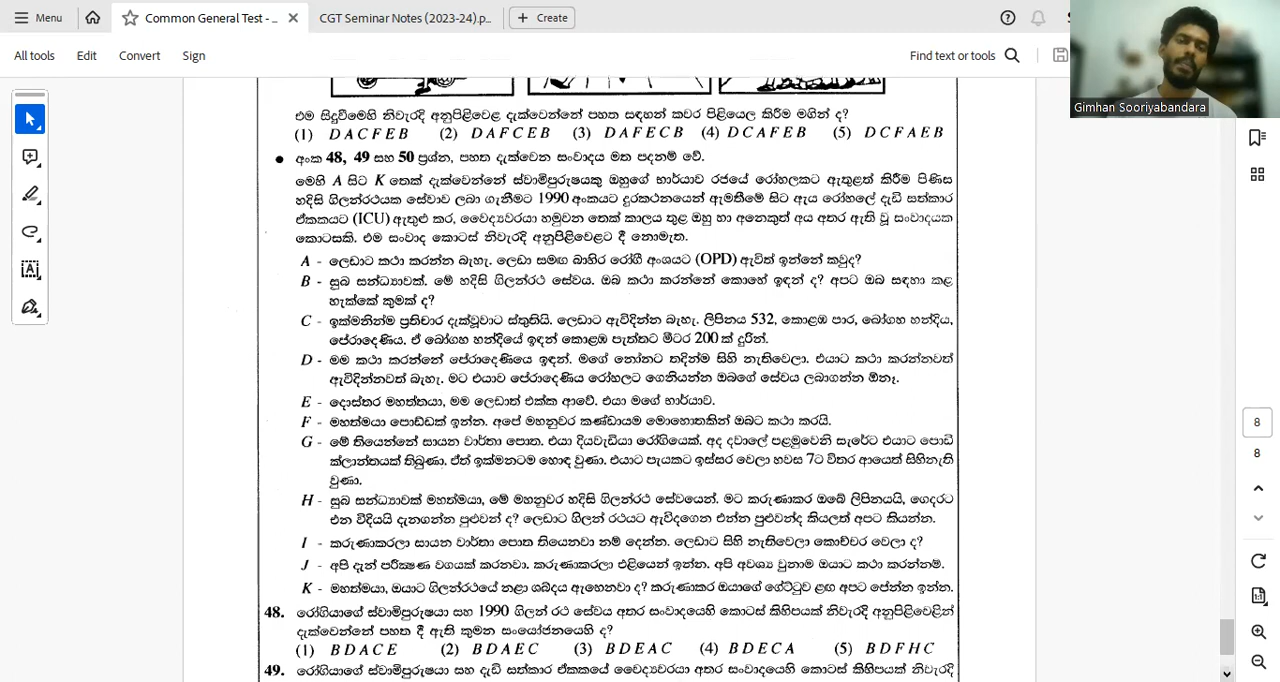 Menu
Common General Test - ...
CGT Seminar Notes (2023-24).p...
Create
All tools Edit Convert Sign
Find text or tools
Gimhan Sooriyabandara
එම සිදුවීමෙහි නිවැරදි අනුපිළිවෙළ දැක්වෙන්නේ පහත සඳහන් කවර පිළියෙල කිරීම මගින් ද?
(1) D A C F E B (2) D A F C E B (3) D A F E C B (4) D C A F E B (5) D C F A E B
● අංක 48, 49 සහ 50 ප්‍රශ්න, පහත දැක්වෙන සංවාදය මත පදනම් වේ.
මෙහි A සිට K තෙක් දැක්වෙන්නේ ස්වාමිපුරුෂයකු ඔහුගේ භාර්යාව රජයේ රෝහලකට ඇතුළත් කිරීම පිණිස
හදිසි ගිලන්රථයක සේවාව ලබා ගැනීමට 1990 අංකයට දුරකථනයෙන් ඇමතීමේ සිට ඇය රෝහලේ දැඩි සත්කාර
ඒකකයට (ICU) ඇතුළු කර, වෛද්‍යවරයා හමුවන තෙක් කාලය තුළ ඔහු හා අනෙකුත් අය අතර ඇති වූ සංවාදයක
කොටසකි. එම සංවාද කොටස් නිවැරදි අනුපිළිවෙළට දී නොමැත.
A - ලෙඩාට කථා කරන්න බැහැ. ලෙඩා සමඟ බාහිර රෝගී අංශයට (OPD) ඇවිත් ඉන්නේ කවුද?
B - සුබ සන්ධ්‍යාවක්. මේ හදිසි ගිලන්රථ සේවය. ඔබ කථා කරන්නේ කොහේ ඉඳන් ද? අපට ඔබ සඳහා කළ
හැක්කේ කුමක් ද?
C - ඉක්මනින්ම ප්‍රතිචාර දැක්වූවාට ස්තූතියි. ලෙඩාට ඇවිදින්න බැහැ. ලිපිනය 532, කොළඹ පාර, බෝගහ හන්දිය,
පේරාදෙණිය. ඒ බෝගහ හන්දියේ ඉඳන් කොළඹ පැත්තට මීටර 200 ක් දුරින්.
D - මම කථා කරන්නේ පේරාදෙණියෙ ඉඳන්. මගේ නෝනට තදින්ම සිහි නැතිවෙලා. එයාට කථා කරන්නවත්
ඇවිදින්නවත් බැහැ. මට එයාව පේරාදෙණිය රෝහලට ගෙනියන්න ඔබගේ සේවය ලබාගන්න ඕනෑ.
E - දොස්තර මහත්තයා, මම ලෙඩාත් එක්ක ආවේ. එයා මගේ භාර්යාව.
F - මහත්මයා පොඩ්ඩක් ඉන්න. අපේ මහනුවර කණ්ඩායම මොහොතකින් ඔබට කථා කරයි.
G - මේ තියෙන්නේ සායන වාර්තා පොත. එයා දියවැඩියා රෝගියෙක්. අද දවාලේ පළමුවෙනි සැරේට එයාට පොඩි
ක්ලාන්තයක් තිබුණා. ඒත් ඉක්මනටම හොඳ වුණා. එයාට පැයකට ඉස්සර වෙලා හවස 7ට විතර ආයෙත් සිහිනැති
වුණා.
H - සුබ සන්ධ්‍යාවක් මහත්මයා, මේ මහනුවර හදිසි ගිලන්රථ සේවයෙන්. මට කරුණාකර ඔබේ ලිපිනයයි, ගෙදරට
එන විදියයි දැනගන්න පුළුවන් ද? ලෙඩාට ගිලන් රථයට ඇවිදගෙන එන්න පුළුවන්ද කියලත් අපට කියන්න.
I - කරුණාකරලා සායන වාර්තා පොත තියෙනවා නම් දෙන්න. ලෙඩාට සිහි නැතිවෙලා කොච්චර වෙලා ද?
J - අපි දැන් පරීක්ෂණ වගයක් කරනවා. කරුණාකරලා එළියෙන් ඉන්න. අපි අවශ්‍ය වුනාම ඔයාට කථා කරන්නම්.
K - මහත්මයා, ඔයාට ගිලන්රථයේ නළා ශබ්දය ඇහෙනවා ද? කරුණාකර ඔයාගේ ගේට්ටුව ළඟ අපට පේන්න ඉන්න.
48. රෝගියාගේ ස්වාමිපුරුෂයා සහ 1990 ගිලන් රථ සේවය අතර සංවාදයෙහි කොටස් කිහිපයක් නිවැරදි අනුපිළිවෙළින්
දැක්වෙන්නේ පහත දී ඇති කුමන සංයෝජනයෙහි ද?
(1) B D A C E (2) B D A E C (3) B D E A C (4) B D E C A (5) B D F H C
49. රෝගියාගේ ස්වාමිපුරුෂයා සහ දැඩි සත්කාර ඒකකයේ වෛද්‍යවරයා අතර සංවාදයෙහි කොටස් කිහිපයක් නිවැරදි
8
8